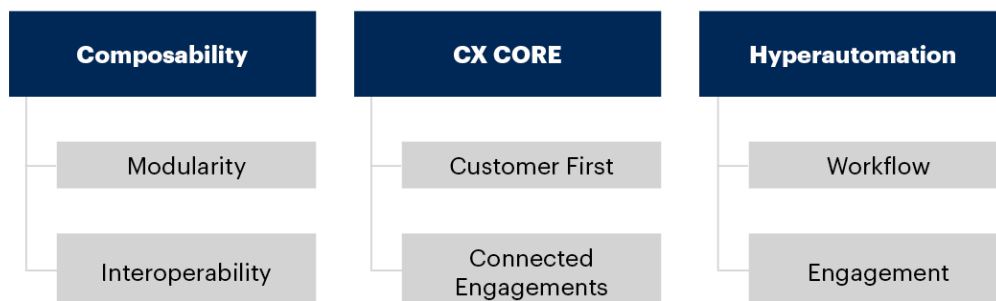 Composability
CX CORE
Hyperautomation
Modularity
Customer First
Workflow
Interoperability
Connected
Engagements
Engagement